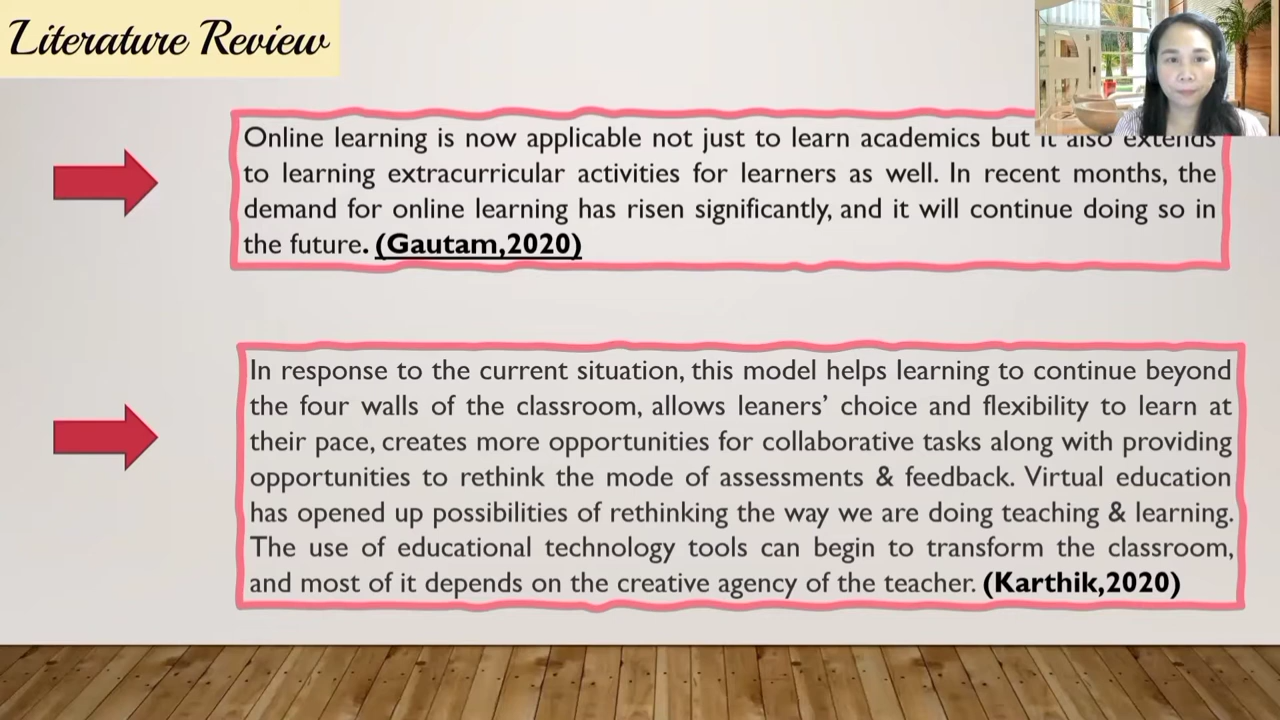 Literature Review
Online learning is now applicable not just to learn academics but it also extends
to learning extracurricular activities for learners as well. In recent months, the
demand for online learning has risen significantly, and it will continue doing so in
the future. (Gautam,2020)
In response to the current situation, this model helps learning to continue beyond
the four walls of the classroom, allows leaners’ choice and flexibility to learn at
their pace, creates more opportunities for collaborative tasks along with providing
opportunities to rethink the mode of assessments & feedback. Virtual education
has opened up possibilities of rethinking the way we are doing teaching & learning.
The use of educational technology tools can begin to transform the classroom,
and most of it depends on the creative agency of the teacher. (Karthik,2020)